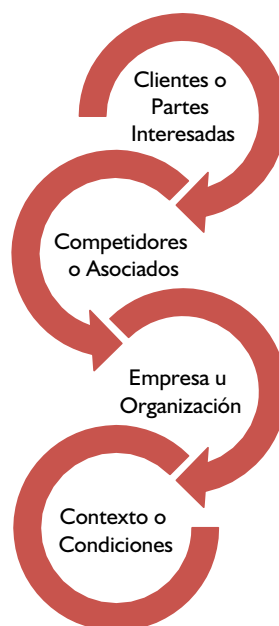 Clientes o
Partes
Interesadas
Competidores
o Asociados
Empresa u
Organización
Contexto o
Condiciones